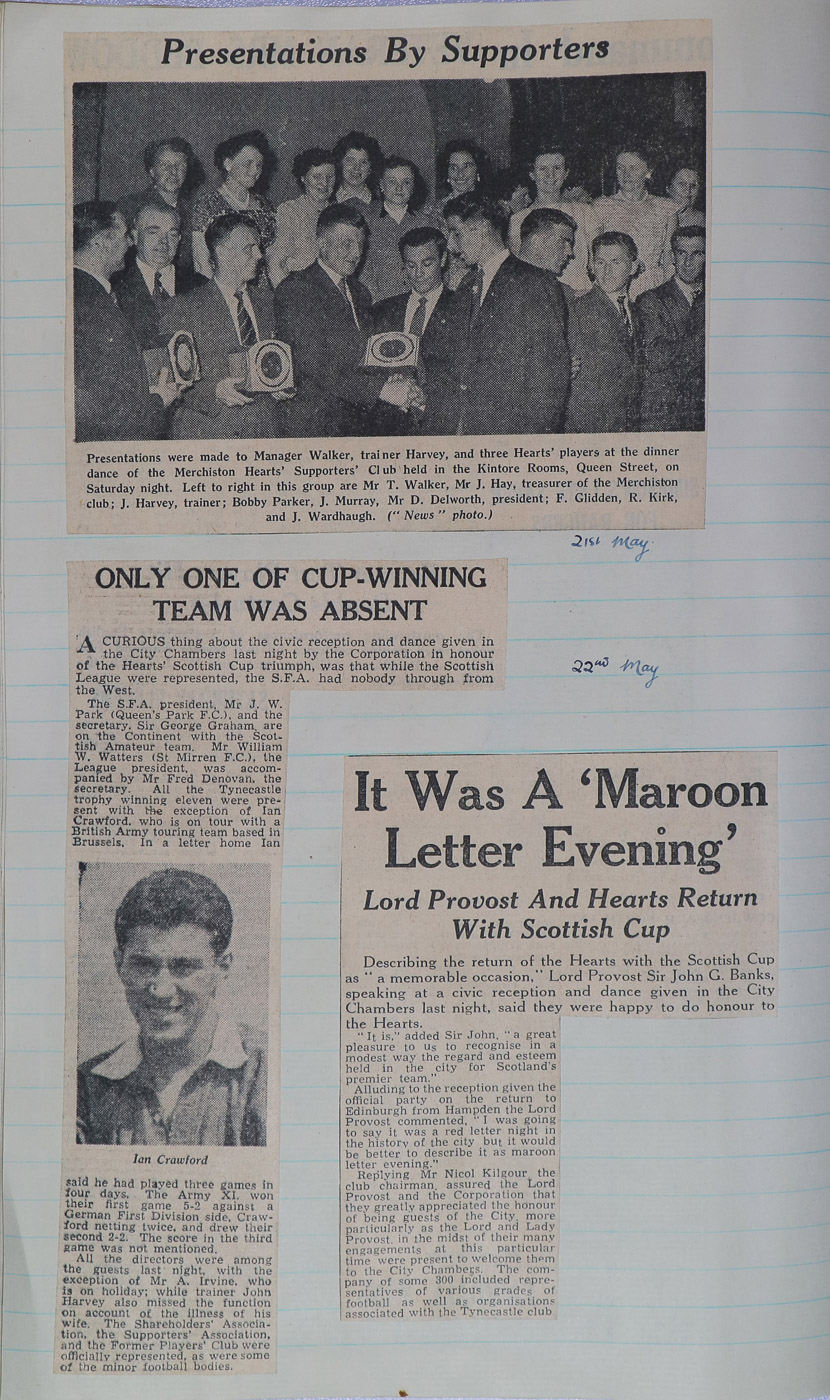 Presentations By Supporters
Presentations were made to Manager Walker, trainer Harvey, and three Hearts' players at the dinner
dance of the Merchiston Hearts' Supporters' Club held in the Kintore Rooms, Queen Street, on
Saturday night. Left to right in this group are Mr T. Walker, Mr J. Hay, treasurer of the Merchiston
club; J. Harvey, trainer; Bobby Parker, J. Murray, Mr D. Delworth, president; F. Glidden, R. Kirk,
and J. Wardhaugh. (" News " photo.)
21st May.
ONLY ONE OF CUP-WINNING
TEAM WAS ABSENT
A CURIOUS thing about the civic reception and dance given in
the City Chambers last night by the Corporation in honour
of the Hearts' Scottish Cup triumph, was that while the Scottish
League were represented, the S.F.A. had nobody through from
the West.
The S.F.A. president, Mr J. W.
Park (Queen's Park F.C.), and the
secretary, Sir George Graham, are
on the Continent with the Scot-
tish Amateur team. Mr William
W. Watters (St Mirren F.C.), the
League president, was accom-
panied by Mr Fred Denovan, the
secretary. All the Tynecastle
trophy winning eleven were pre-
sent with the exception of Ian
Crawford, who is on tour with a
British Army touring team based in
Brussels. In a letter home Ian
Ian Crawford
said he had played three games in
four days. The Army XI. won
their first game 5-2 against a
German First Division side, Craw-
ford netting twice, and drew their
second 2-2. The score in the third
game was not mentioned.
All the directors were among
the guests last night, with the
exception of Mr A. Irvine, who
is on holiday; while trainer John
Harvey also missed the function
on account of the illness of his
wife. The Shareholders' Associa-
tion, the Supporters' Association,
and the Former Players' Club were
officially represented, as were some
of the minor football bodies.
22nd May
It Was A 'Maroon
Letter Evening'
Lord Provost And Hearts Return
With Scottish Cup
Describing the return of the Hearts with the Scottish Cup
as " a memorable occasion," Lord Provost Sir John G. Banks,
speaking at a civic reception and dance given in the City
Chambers last night, said they were happy to do honour to
the Hearts.
" It is," added Sir John, " a great
pleasure to us to recognise in a
modest way the regard and esteem
held in the city for Scotland's
premier team."
Alluding to the reception given the
official party on the return to
Edinburgh from Hampden the Lord
Provost commented, " I was going
to say it was a red letter night in
the history of the city but it would
be better to describe it as maroon
letter evening."
Replying Mr Nicol Kilgour, the
club chairman, assured the Lord
Provost and the Corporation that
they greatly appreciated the honour
of being guests of the City, more
particularly as the Lord and Lady
Provost, in the midst of their many
engagements at this particular
time were present to welcome them
to the City Chambers. The com-
pany of some 300 included repre-
sentatives of various grades of
football as well as organisations
associated with the Tynecastle club